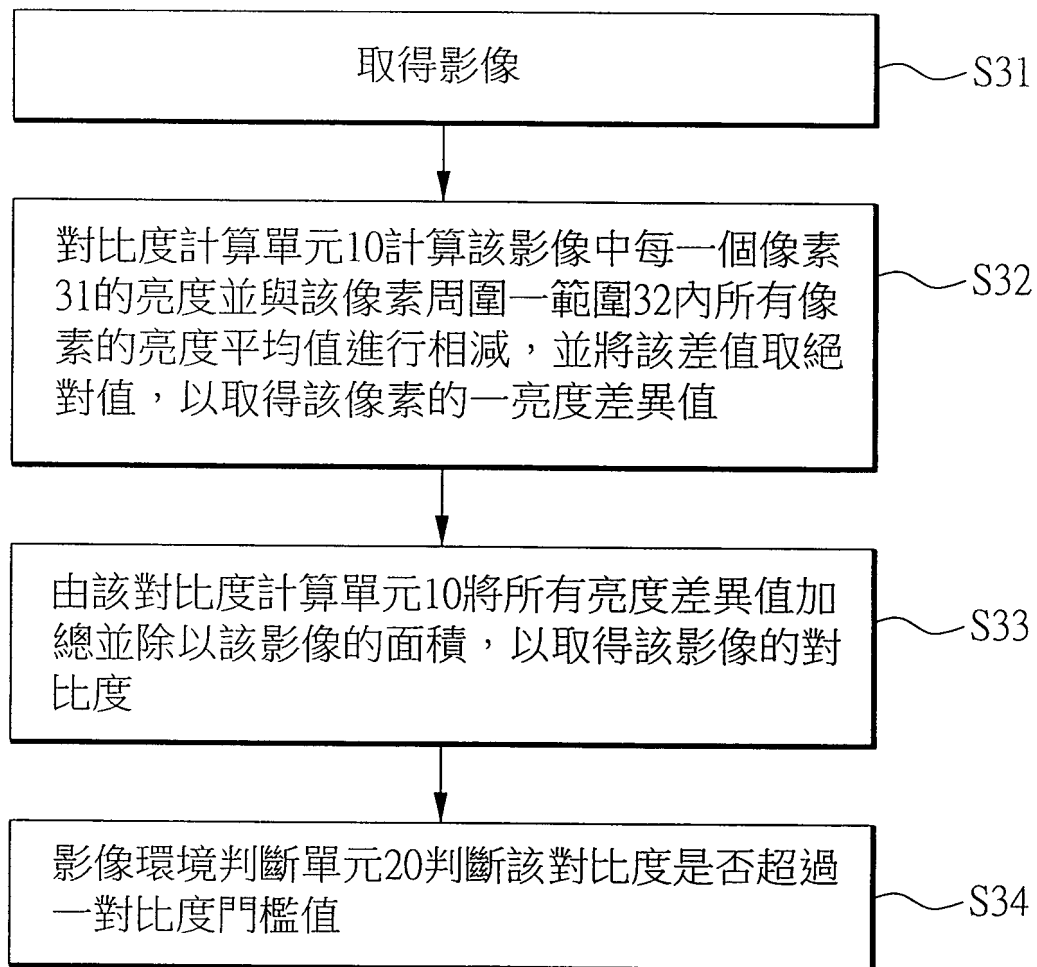 取得影像
S31
對比度計算單元10計算該影像中每一個像素
31的亮度並與該像素周圍一範圍32內所有像
素的亮度平均值進行相減，並將該差值取絕
對值，以取得該像素的一亮度差異值
S32
由該對比度計算單元10將所有亮度差異值加
總並除以該影像的面積，以取得該影像的對
比度
S33
影像環境判斷單元20判斷該對比度是否超過
一對比度門檻值
S34